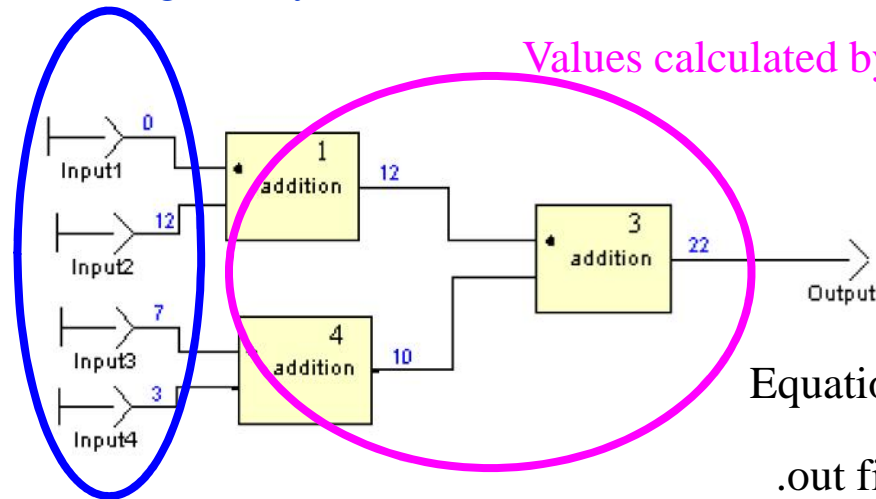 Values calculated by
0
Input1
12
Input2
7
Input3
3
Input4
1
addition
12
4
addition
10
3
addition
22
Output
Equatio
.out fi